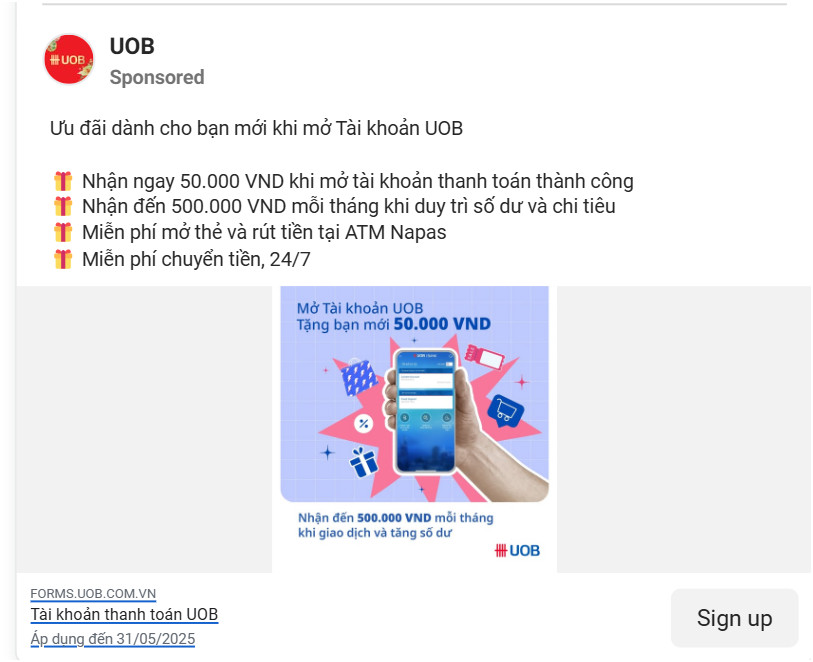 UOB
UOB
Sponsored
Ưu đãi dành cho bạn mới khi mở Tài khoản UOB
Nhận ngay 50.000 VND khi mở tài khoản thanh toán thành công
Nhận đến 500.000 VND mỗi tháng khi duy trì số dư và chi tiêu
Miễn phí mở thẻ và rút tiền tại ATM Napas
Miễn phí chuyển tiền, 24/7
Mở Tài khoản UOB
Tặng bạn mới 50.000 VND
%
Nhận đến 500.000 VND mỗi tháng
khi giao dịch và tăng số dư
UOB
FORMS.UOB.COM.VN
Tài khoản thanh toán UOB
Áp dụng đến 31/05/2025
Sign up